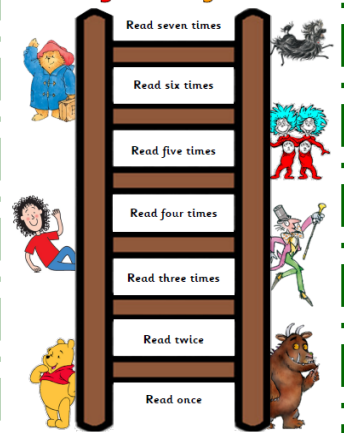 Read seven times
Read six times
Read five times
Read four times
Read three times
Read twice
Read once